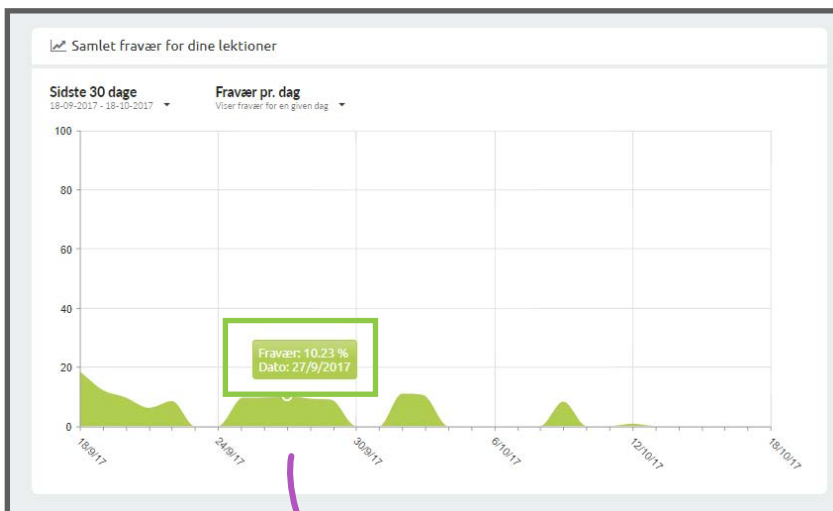 Samlet fravær for dine lektioner
Sidste 30 dage
18-09-2017 - 18-10-2017
Fravær pr. dag
Viser fravær for en given dag
100
80
60
40
20
0
Fravær: 10.23 %
Dato: 27/9/2017
18/9/17
24/9/17
30/9/17
6/10/17
12/10/17
18/10/17